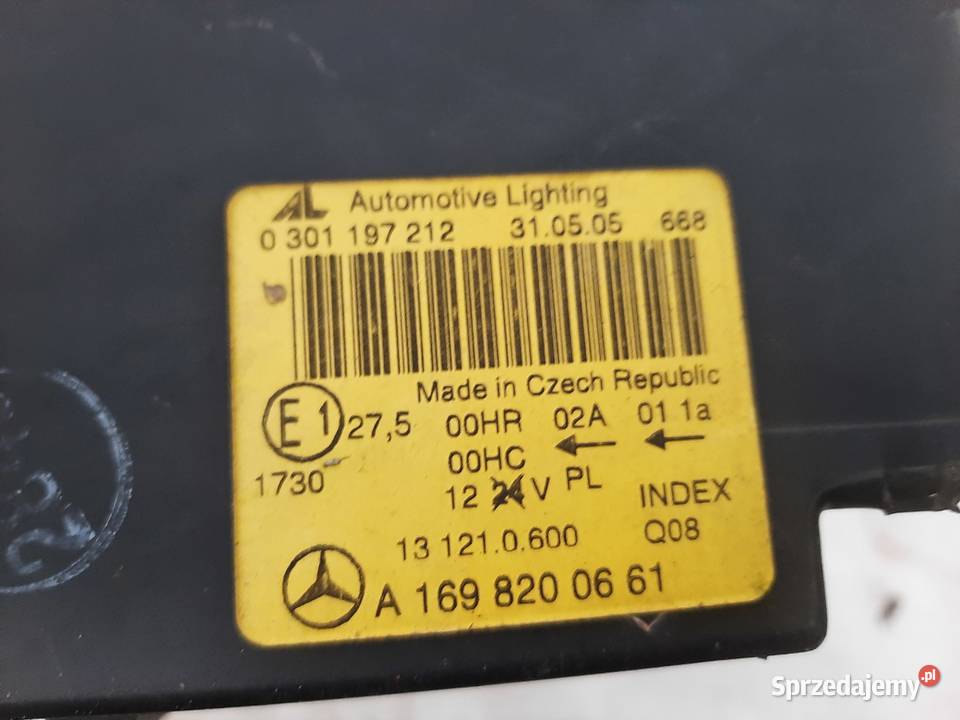 AL Automotive Lighting
0 301 197 212 31.05.05 668
Made in Czech Republic
E1 27,5 00HR 02A 01 1a
00HC
1730
12 24 V PL INDEX
13 121.0.600 Q08
A 169 820 06 61
Sprzedajemy.pl